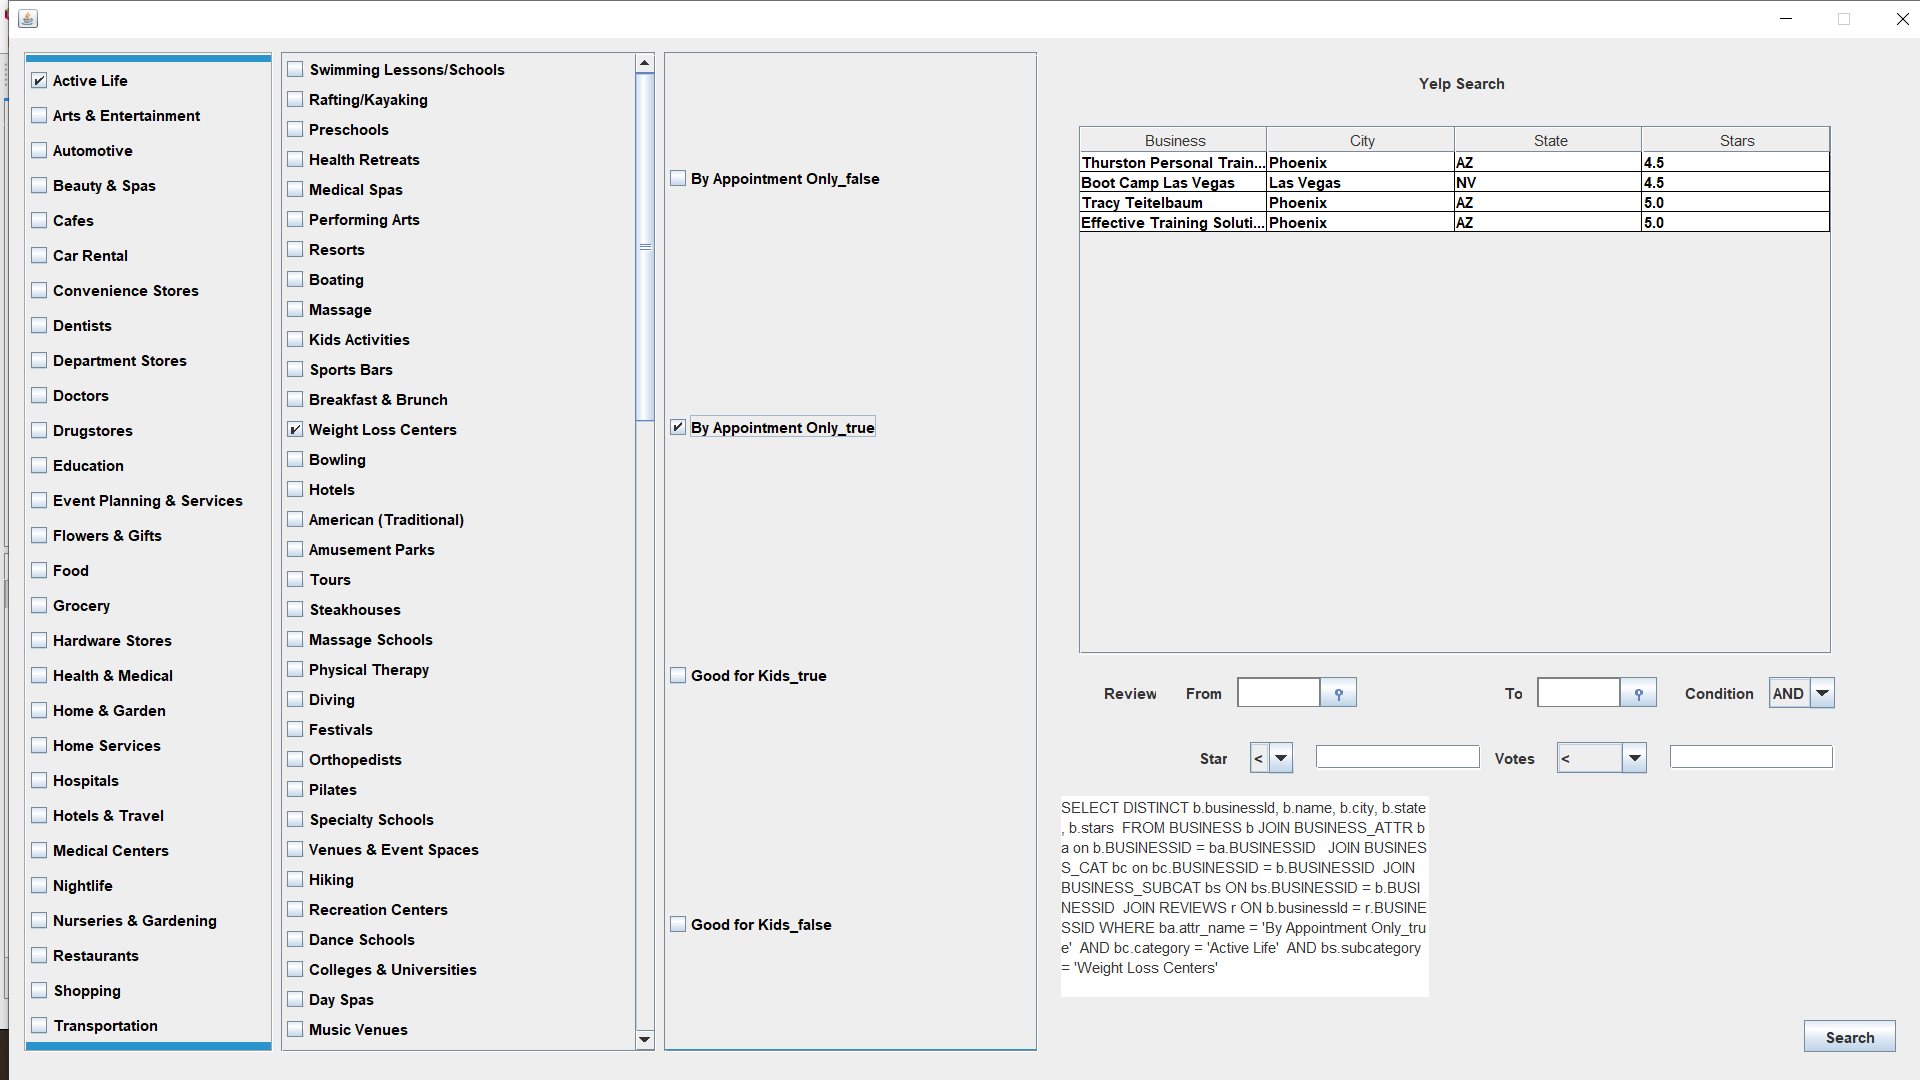 Active Life
Arts & Entertainment
Automotive
Beauty & Spas
Cafes
Car Rental
Convenience Stores
Dentists
Department Stores
Doctors
Drugstores
Education
Event Planning & Services
Flowers & Gifts
Food
Grocery
Hardware Stores
Health & Medical
Home & Garden
Home Services
Hospitals
Hotels & Travel
Medical Centers
Nightlife
Nurseries & Gardening
Restaurants
Shopping
Transportation
Swimming Lessons/Schools
Rafting/Kayaking
Preschools
Health Retreats
Medical Spas
Performing Arts
Resorts
Boating
Massage
Kids Activities
Sports Bars
Breakfast & Brunch
Weight Loss Centers
Bowling
Hotels
American (Traditional)
Amusement Parks
Tours
Steakhouses
Massage Schools
Physical Therapy
Diving
Festivals
Orthopedists
Pilates
Specialty Schools
Venues & Event Spaces
Hiking
Recreation Centers
Dance Schools
Colleges & Universities
Day Spas
Music Venues
By Appointment Only_false
By Appointment Only_true
Good for Kids_true
Good for Kids_false
Yelp Search
Business City State Stars
Thurston Personal Train... Phoenix AZ 4.5
Boot Camp Las Vegas Las Vegas NV 4.5
Tracy Teitelbaum Phoenix AZ 5.0
Effective Training Soluti... Phoenix AZ 5.0
Review From To Condition AND
Star < Votes <
SELECT DISTINCT b.businessId, b.name, b.city, b.state
, b.stars  FROM BUSINESS b JOIN BUSINESS_ATTR b
a on b.BUSINESSID = ba.BUSINESSID   JOIN BUSINES
S_CAT bc on bc.BUSINESSID = b.BUSINESSID  JOIN
BUSINESS_SUBCAT bs ON bs.BUSINESSID = b.BUSI
NESSID  JOIN REVIEWS r ON b.businessId = r.BUSINE
SSID WHERE ba.attr_name = 'By Appointment Only_tru
e'  AND bc.category = 'Active Life'  AND bs.subcategory
= 'Weight Loss Centers'
Search